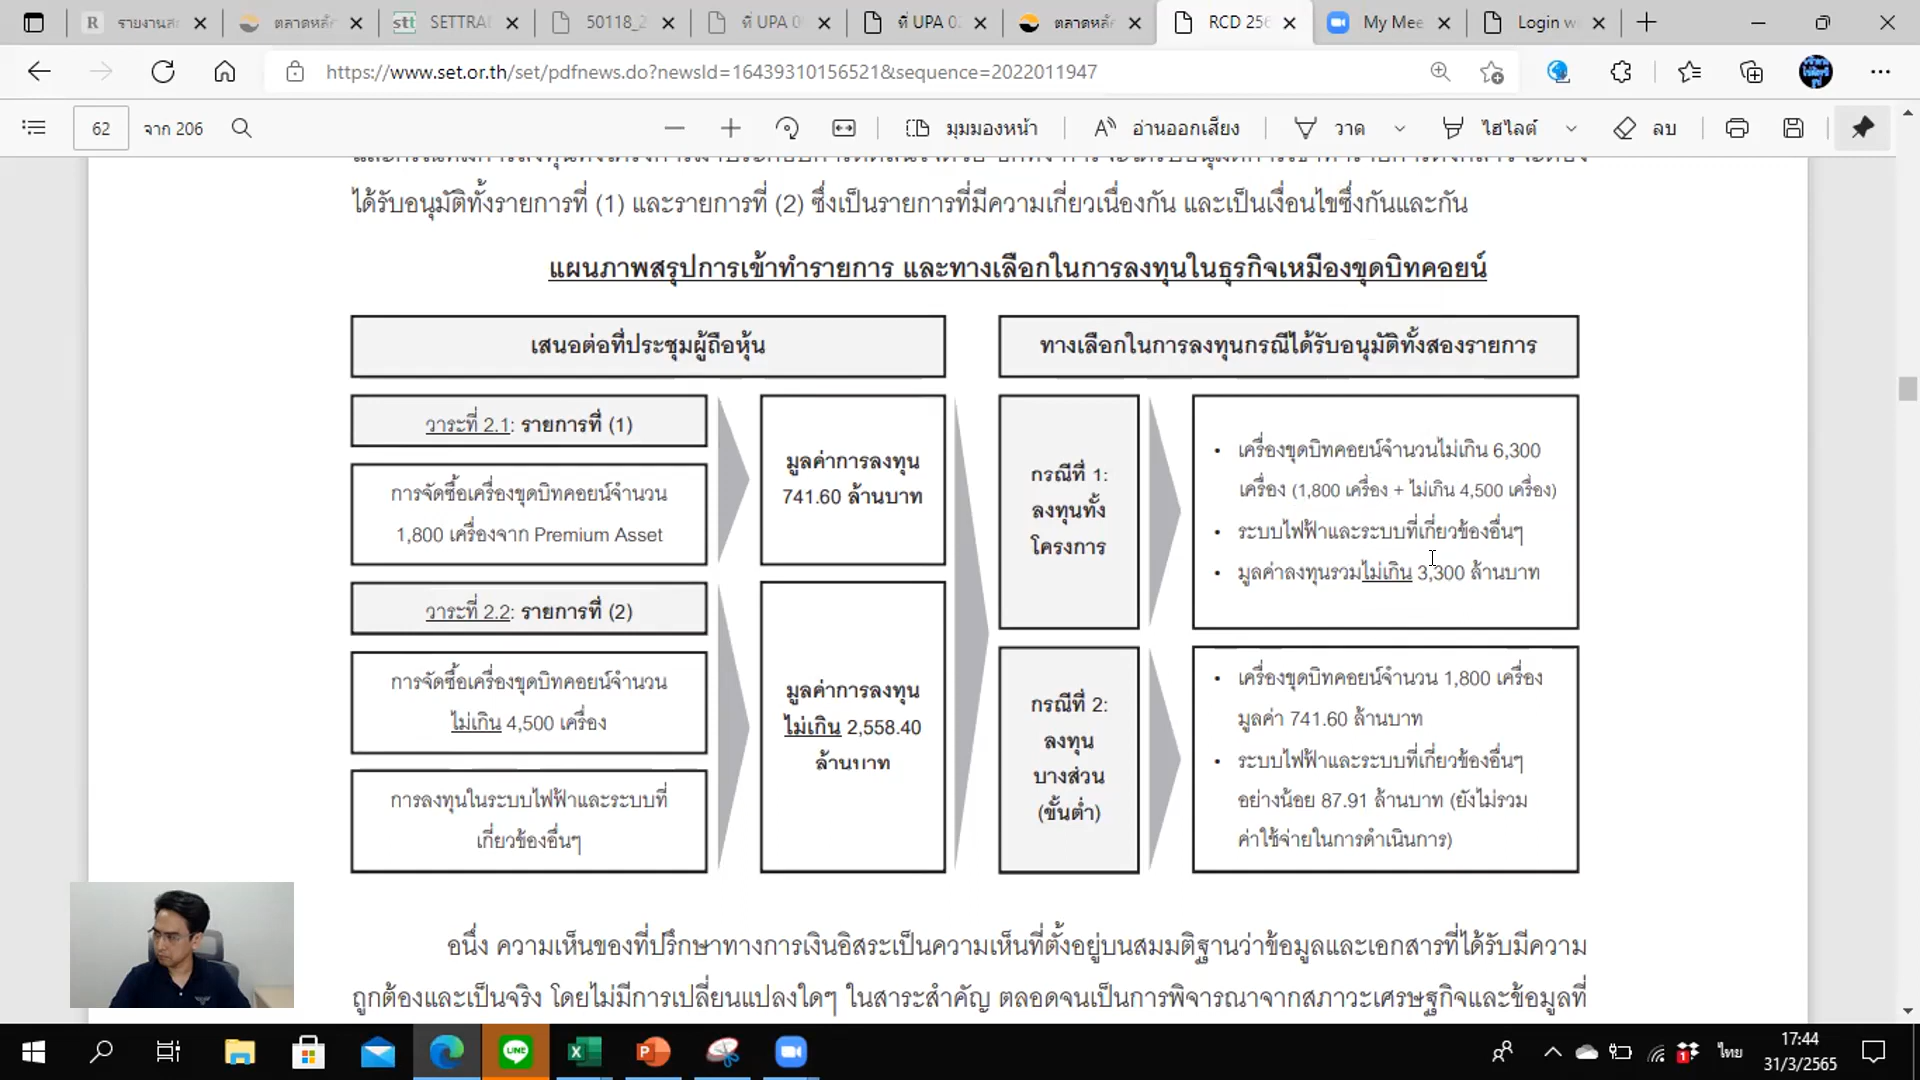 รายงานส
ตลาดหลัก
SETTRA
50118_2
ที่ UPA 0
ที่ UPA 02
ตลาดหลัก
RCD 256
My Mee
Login w
https://www.set.or.th/set/pdfnews.do?newsId=16439310156521&sequence=2022011947
62 จาก 206
มุมมองหน้า
อ่านออกเสียง
วาด
ไฮไลต์
ลบ
ได้รับอนุมัติทั้งรายการที่ (1) และรายการที่ (2) ซึ่งเป็นรายการที่มีความเกี่ยวเนื่องกัน และเป็นเงื่อนไขซึ่งกันและกัน
แผนภาพสรุปการเข้าทำรายการ และทางเลือกในการลงทุนในธุรกิจเหมืองขุดบิทคอยน์
เสนอต่อที่ประชุมผู้ถือหุ้น
วาระที่ 2.1: รายการที่ (1)
การจัดซื้อเครื่องขุดบิทคอยน์จำนวน
1,800 เครื่องจาก Premium Asset
มูลค่าการลงทุน
741.60 ล้านบาท
วาระที่ 2.2: รายการที่ (2)
การจัดซื้อเครื่องขุดบิทคอยน์จำนวน
ไม่เกิน 4,500 เครื่อง
การลงทุนในระบบไฟฟ้าและระบบที่
เกี่ยวข้องอื่นๆ
มูลค่าการลงทุน
ไม่เกิน 2,558.40
ล้านบาท
ทางเลือกในการลงทุนกรณีได้รับอนุมัติทั้งสองรายการ
กรณีที่ 1:
ลงทุนทั้ง
โครงการ
• เครื่องขุดบิทคอยน์จำนวนไม่เกิน 6,300
เครื่อง (1,800 เครื่อง + ไม่เกิน 4,500 เครื่อง)
• ระบบไฟฟ้าและระบบที่เกี่ยวข้องอื่นๆ
• มูลค่าลงทุนรวมไม่เกิน 3,300 ล้านบาท
กรณีที่ 2:
ลงทุน
บางส่วน
(ขั้นต่ำ)
• เครื่องขุดบิทคอยน์จำนวน 1,800 เครื่อง
มูลค่า 741.60 ล้านบาท
• ระบบไฟฟ้าและระบบที่เกี่ยวข้องอื่นๆ
อย่างน้อย 87.91 ล้านบาท (ยังไม่รวม
ค่าใช้จ่ายในการดำเนินการ)
อนึ่ง ความเห็นของที่ปรึกษาทางการเงินอิสระเป็นความเห็นที่ตั้งอยู่บนสมมติฐานว่าข้อมูลและเอกสารที่ได้รับมีความ
ถูกต้องและเป็นจริง โดยไม่มีการเปลี่ยนแปลงใดๆ ในสาระสำคัญ ตลอดจนเป็นการพิจารณาจากสภาวะเศรษฐกิจและข้อมูลที่
LINE
ไทย
17:44
31/3/2565